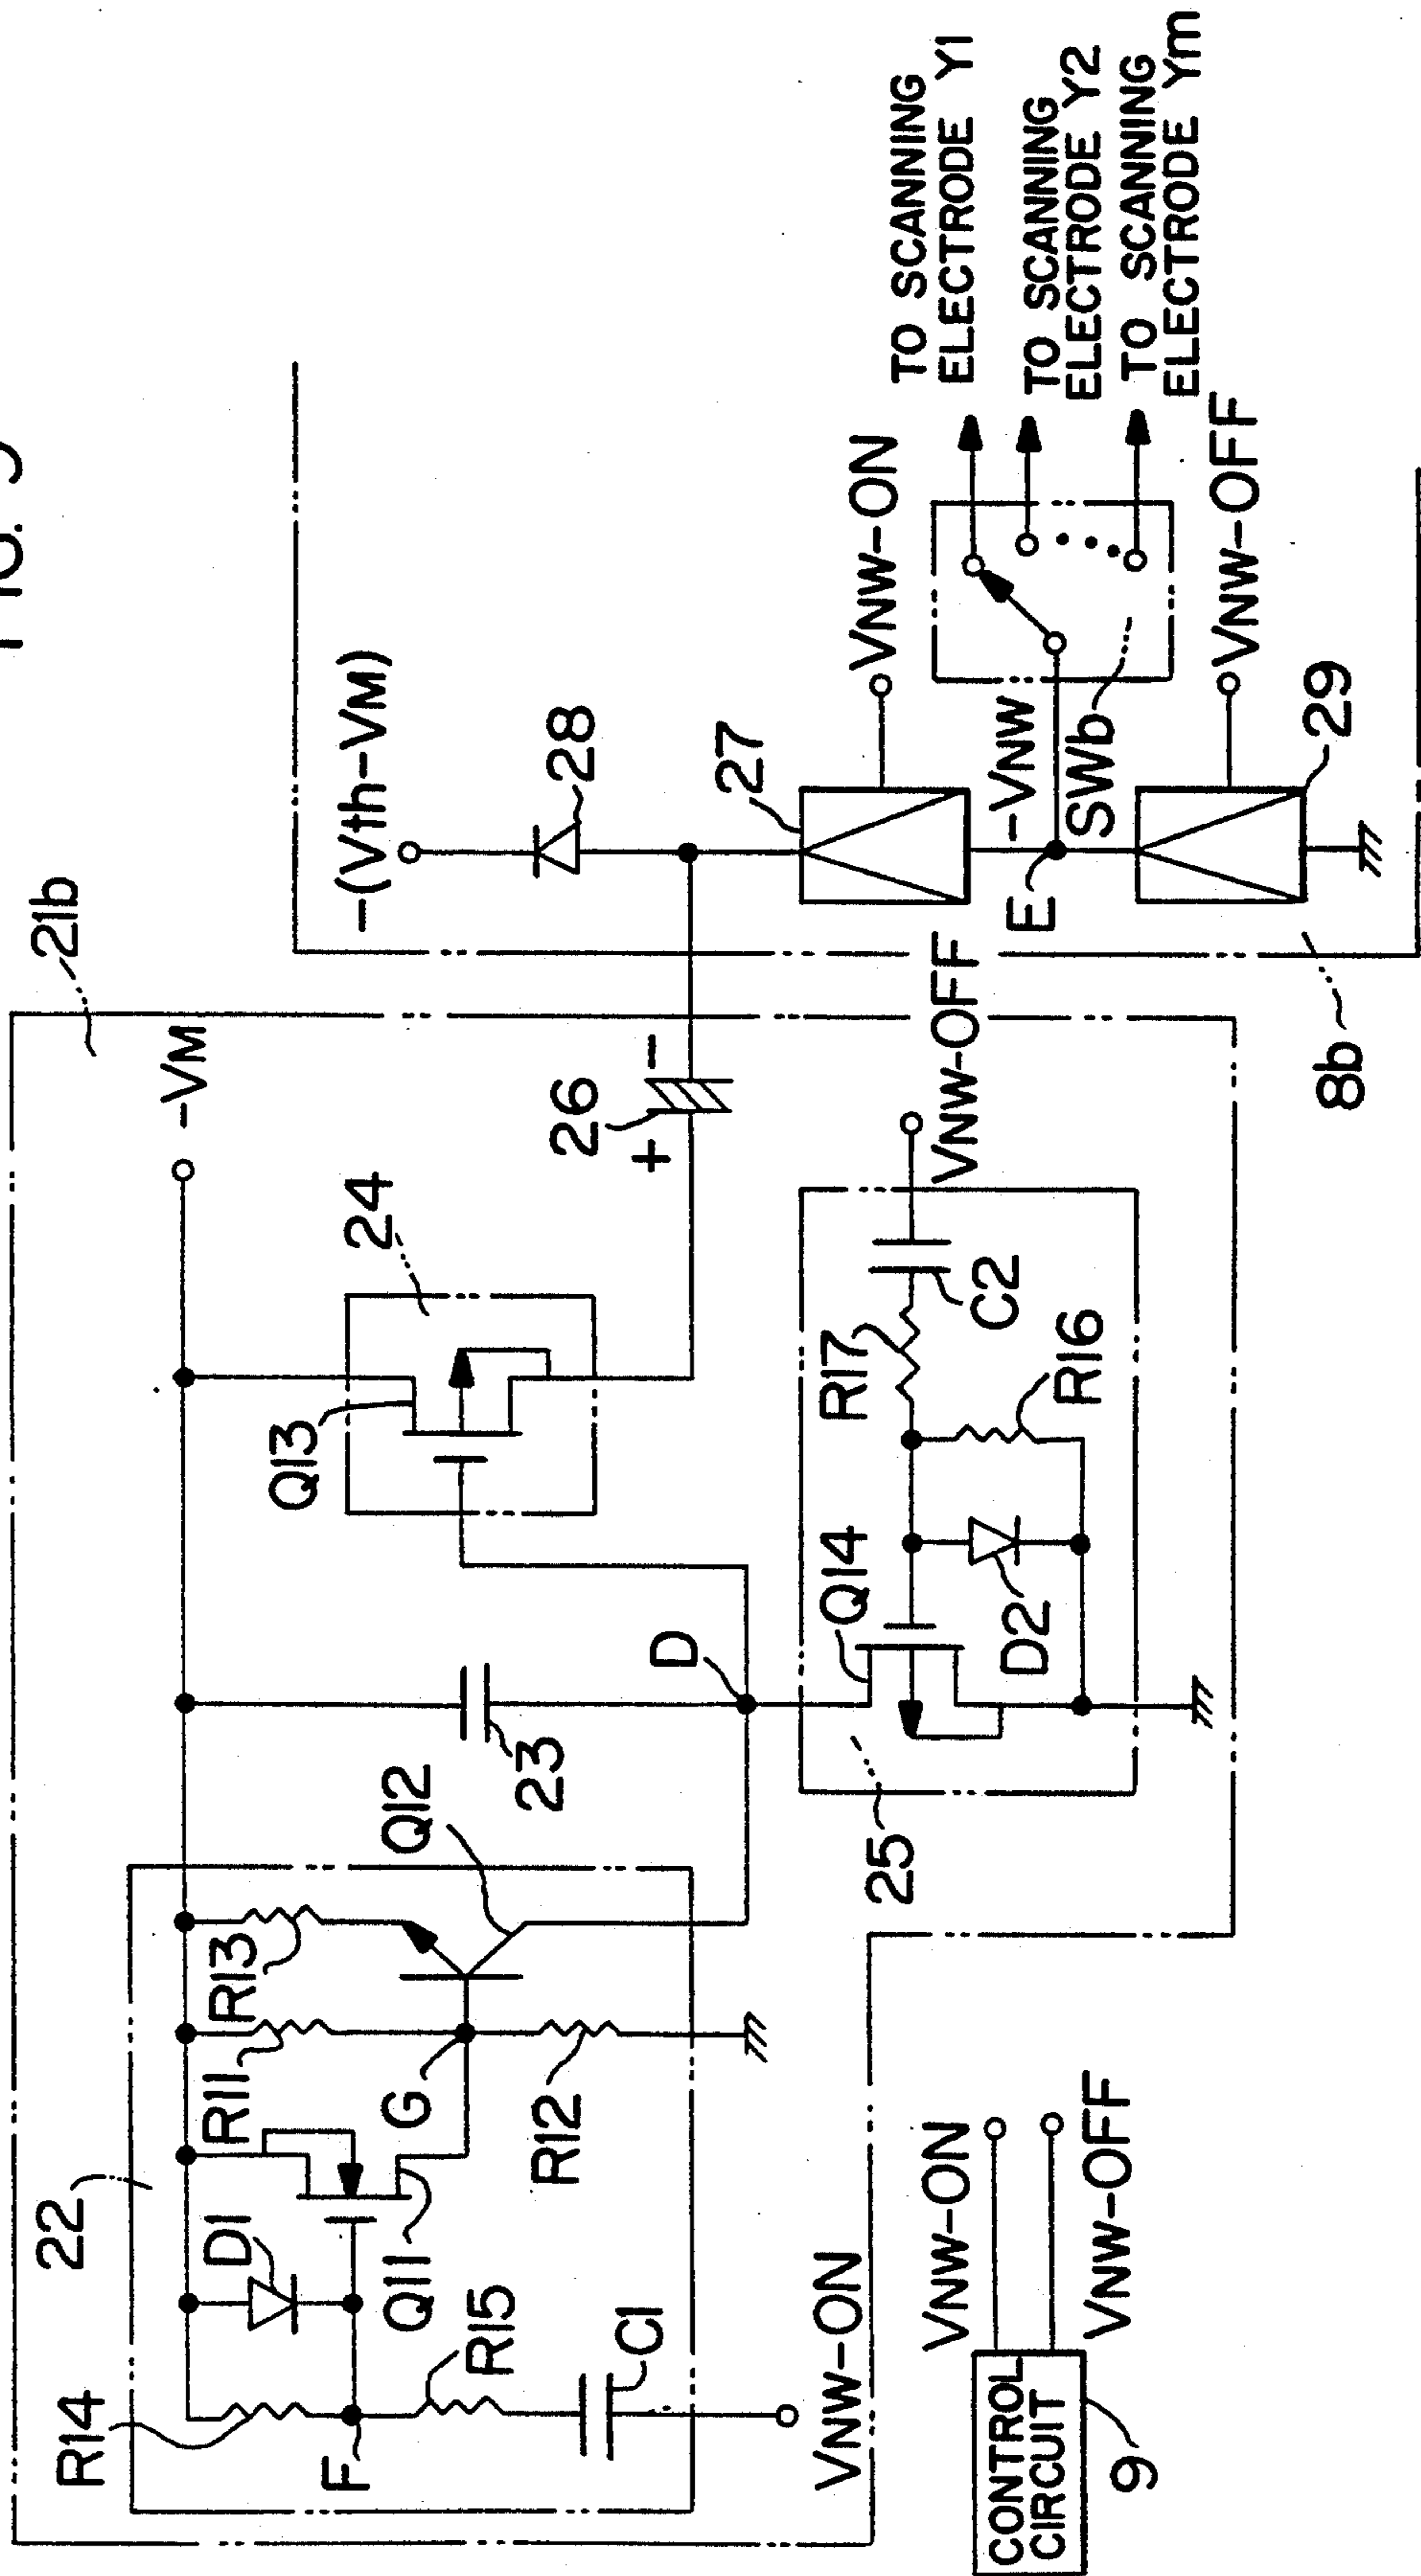 FIG. 9
21b
-VM
-(Vth-VM)
22
R14
D1
R11
R13
Q12
24
Q13
28
F
Q11
G
23
26
+ -
27
VNW-ON
TO SCANNING
ELECTRODE Y1
R15
R12
D
C1
25
Q14
R17
VNW-OFF
-VNW
TO SCANNING
ELECTRODE Y2
VNW-ON
C2
E
SWb
TO SCANNING
ELECTRODE Ym
D2
R16
VNW-OFF
VNW-ON
CONTROL
CIRCUIT
VNW-OFF
9
8b
29